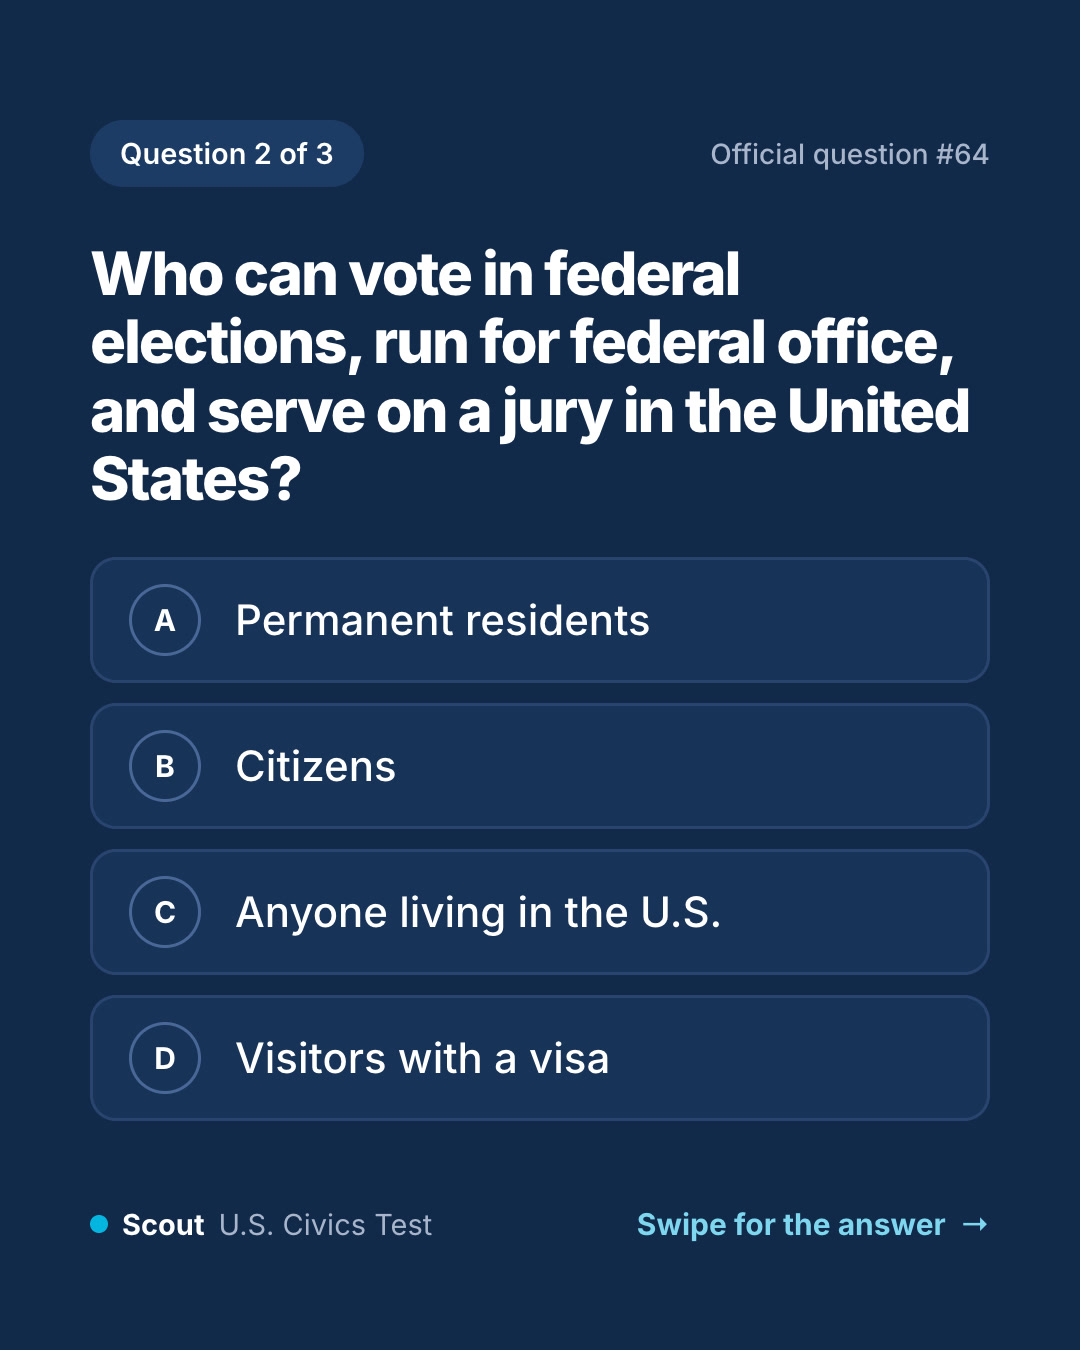 Question 2 of 3
Official question #64
Who can vote in federal
elections, run for federal office,
and serve on a jury in the United
States?
A Permanent residents
B Citizens
C Anyone living in the U.S.
D Visitors with a visa
Scout U.S. Civics Test
Swipe for the answer →